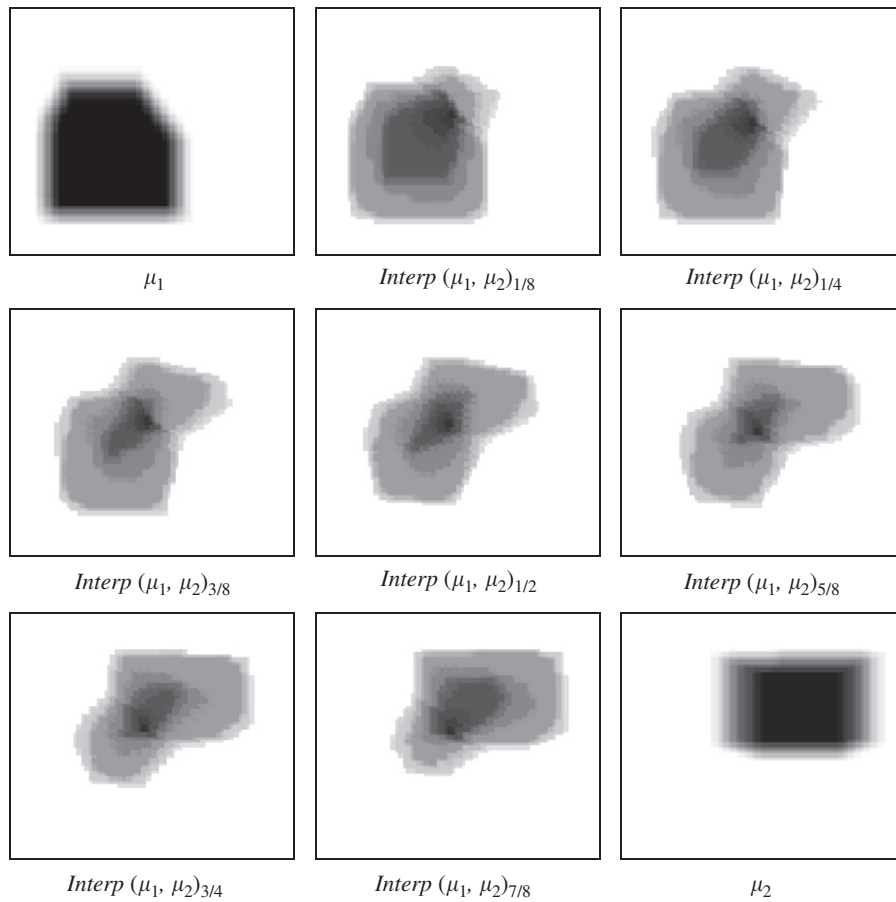 μ1
Interp (μ1, μ2)1/8
Interp (μ1, μ2)1/4
Interp (μ1, μ2)3/8
Interp (μ1, μ2)1/2
Interp (μ1, μ2)5/8
Interp (μ1, μ2)3/4
Interp (μ1, μ2)7/8
μ2